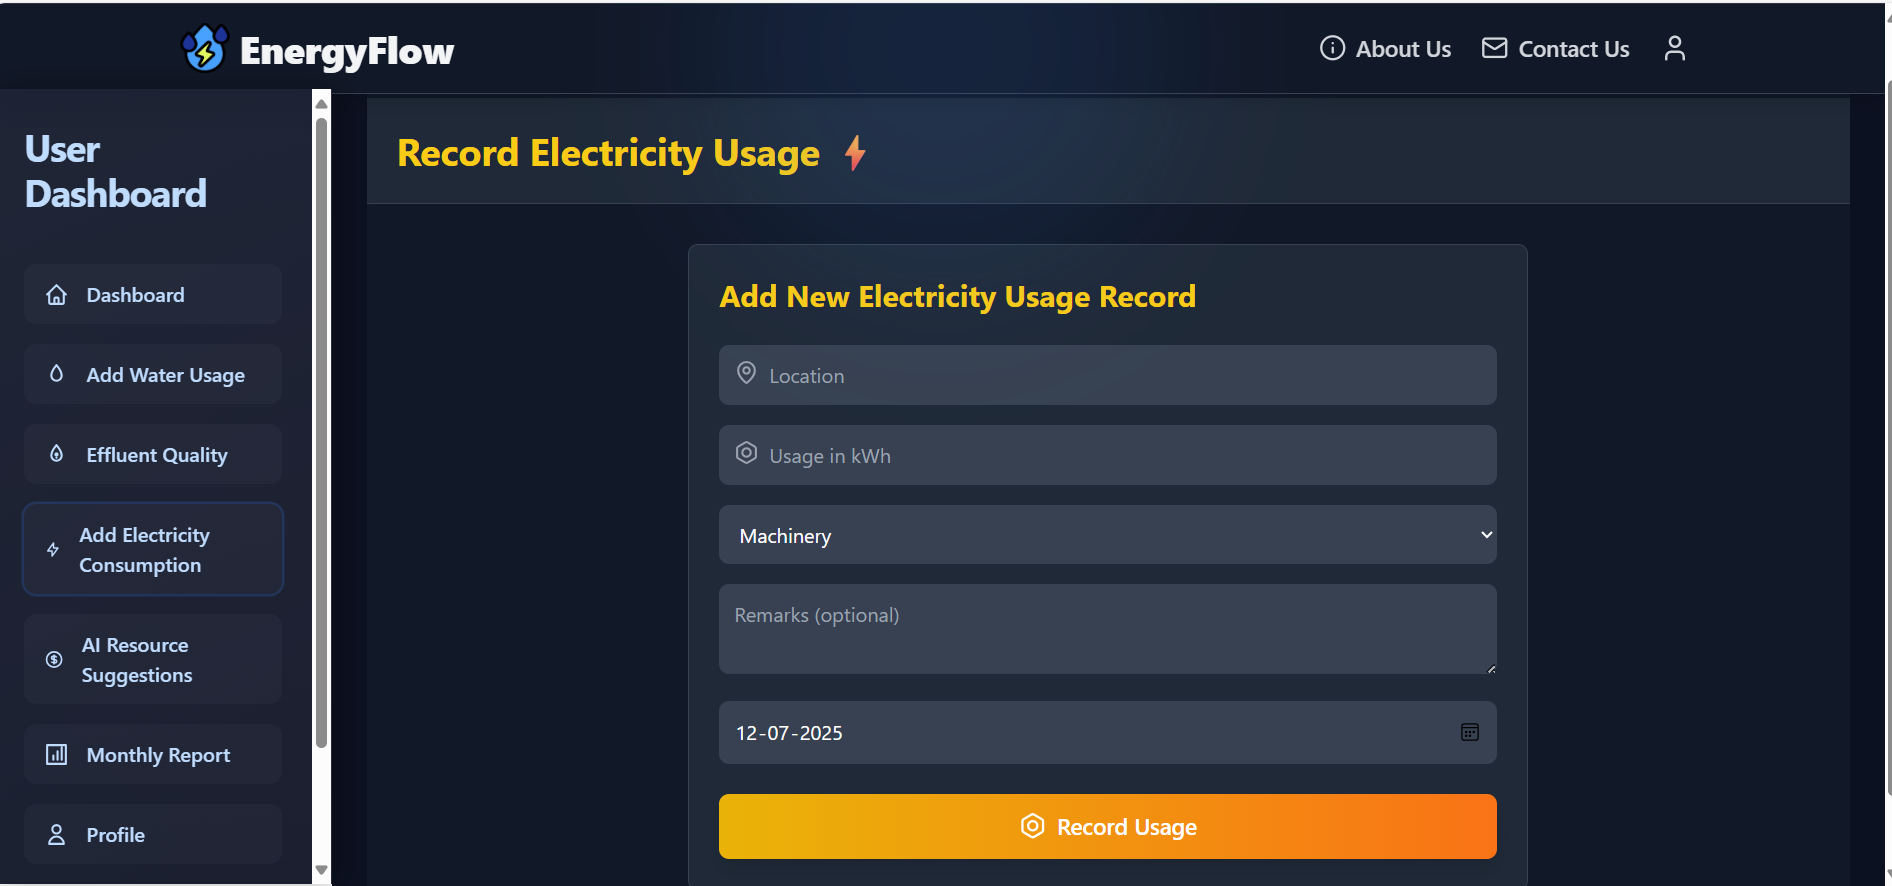 EnergyFlow
About Us
Contact Us
User
Dashboard
Dashboard
Add Water Usage
Effluent Quality
Add Electricity
Consumption
AI Resource
Suggestions
Monthly Report
Profile
Record Electricity Usage
Add New Electricity Usage Record
Location
Usage in kWh
Machinery
Remarks (optional)
12-07-2025
Record Usage